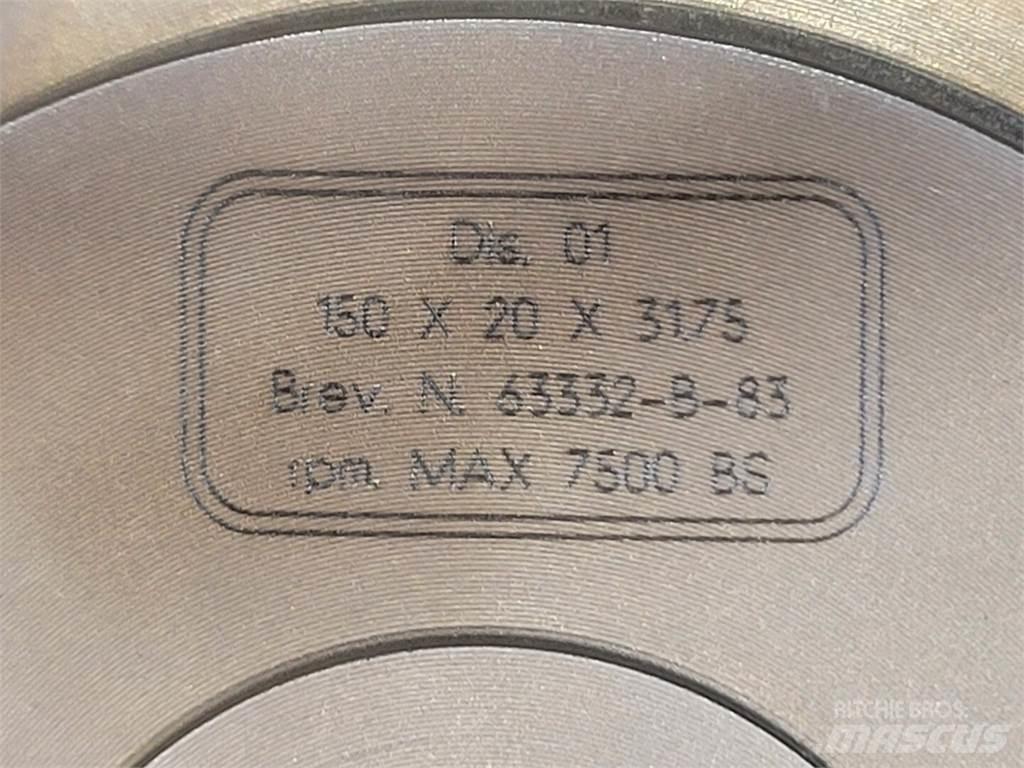 Dis. 01
150 X 20 X 31.75
Brev. N. 63332-B-83
rpm. MAX 7500 BS
RITCHIE BROS.
MASCUS